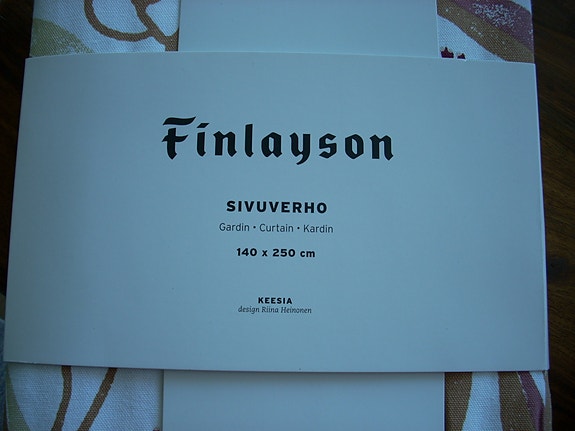 Finlayson
SIVUVERHO
Gardin • Curtain • Kardin
140 x 250 cm
KEESIA
design Riina Heinonen